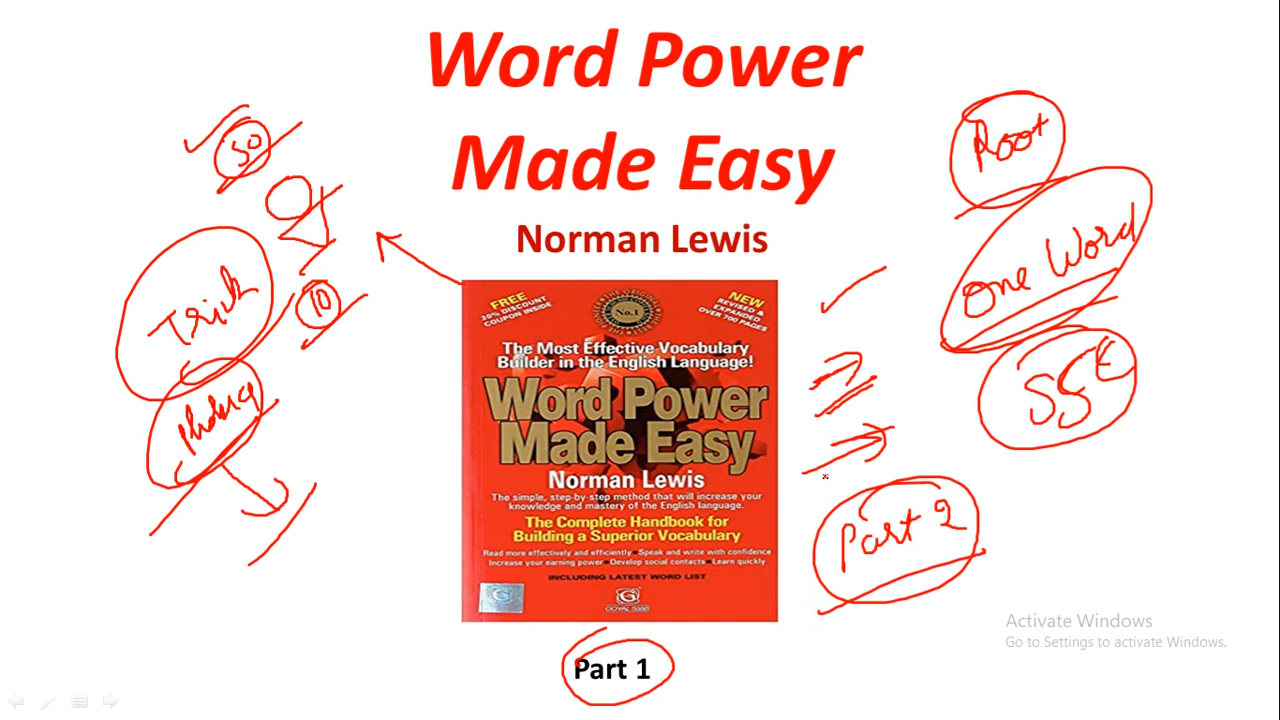 Word Power
Made Easy
Norman Lewis
50
Trick
10
Root
One Word
SSC
Part 2
FREE
20% DISCOUNT
COUPON INSIDE
No.1
NEW
REVISED &
EXPANDED
OVER 700 PAGES
The Most Effective Vocabulary
Builder in the English Language!
Word Power
Made Easy
Norman Lewis
The simple, step-by-step method that will increase your
knowledge and mastery of the English language.
The Complete Handbook for
Building a Superior Vocabulary
Read more effectively and efficiently • Speak and write with confidence
Increase your earning power • Develop social contacts • Learn quickly
INCLUDING LATEST WORD LIST
G
GOYAL SaaB
Part 1
Activate Windows
Go to Settings to activate Windows.